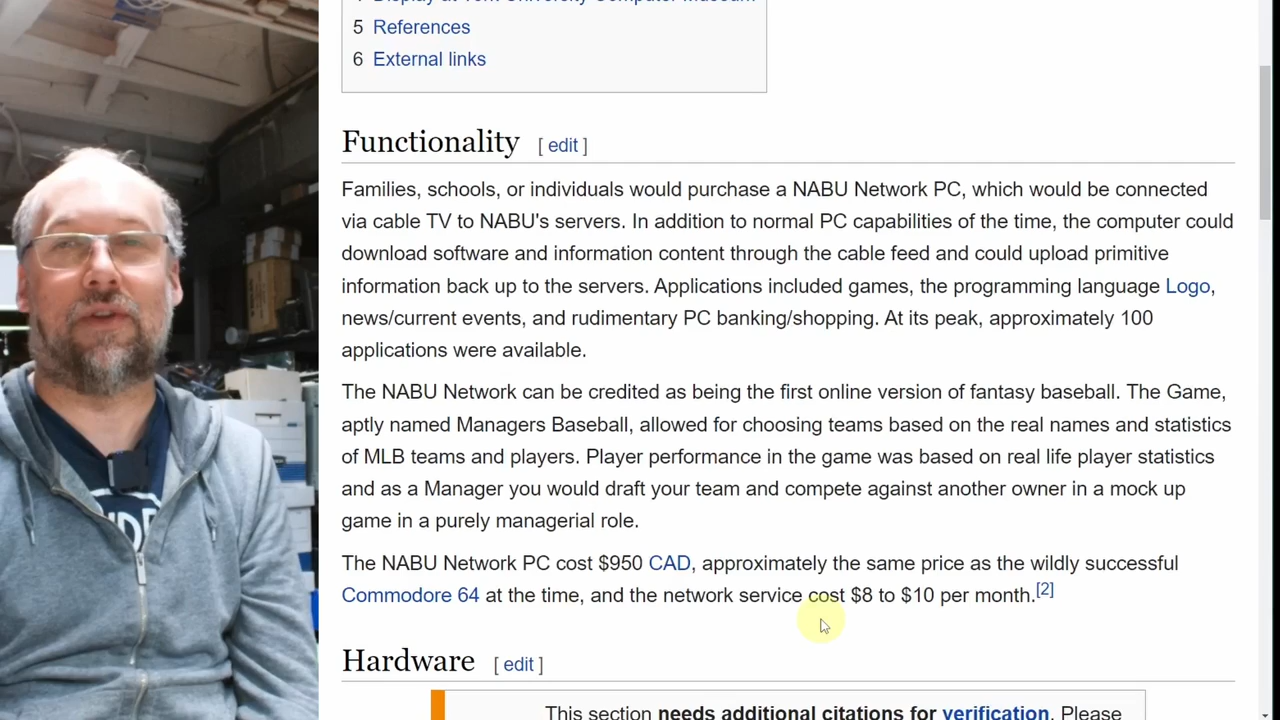 5 References
6 External links
Functionality [ edit ]
Families, schools, or individuals would purchase a NABU Network PC, which would be connected
via cable TV to NABU's servers. In addition to normal PC capabilities of the time, the computer could
download software and information content through the cable feed and could upload primitive
information back up to the servers. Applications included games, the programming language Logo,
news/current events, and rudimentary PC banking/shopping. At its peak, approximately 100
applications were available.
The NABU Network can be credited as being the first online version of fantasy baseball. The Game,
aptly named Managers Baseball, allowed for choosing teams based on the real names and statistics
of MLB teams and players. Player performance in the game was based on real life player statistics
and as a Manager you would draft your team and compete against another owner in a mock up
game in a purely managerial role.
The NABU Network PC cost $950 CAD, approximately the same price as the wildly successful
Commodore 64 at the time, and the network service cost $8 to $10 per month.[2]
Hardware [ edit ]
This section needs additional citations for verification. Please